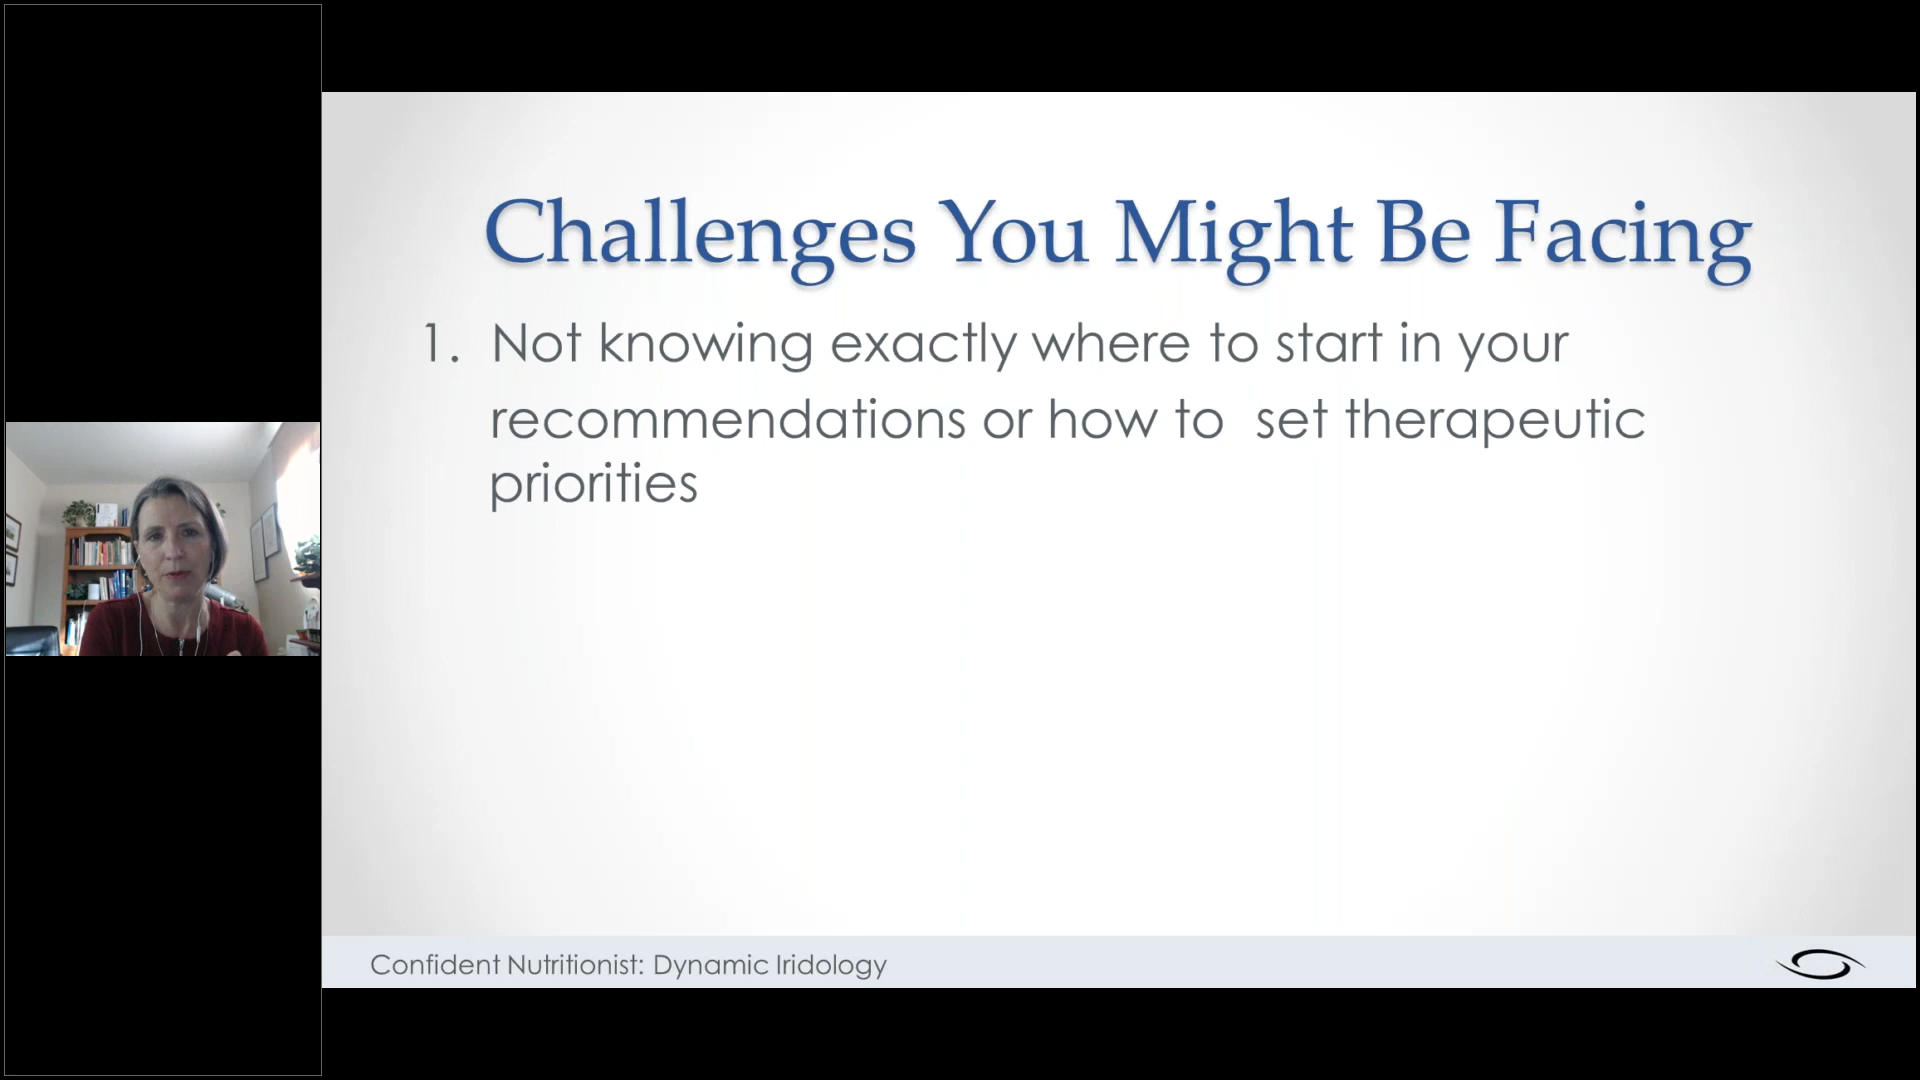 Challenges You Might Be Facing
1. Not knowing exactly where to start in your
recommendations or how to  set therapeutic
priorities
Confident Nutritionist: Dynamic Iridology